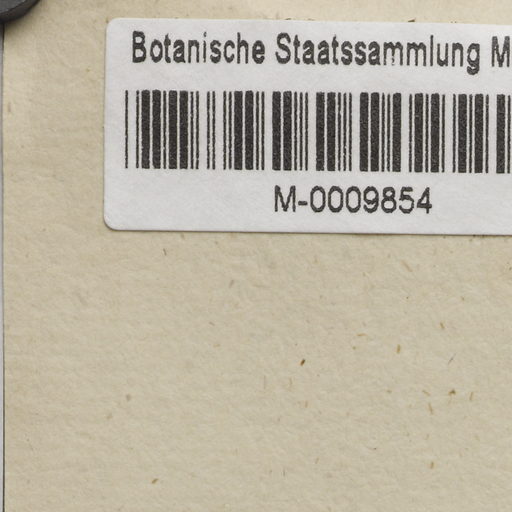 Botanische Staatssammlung M
M-0009854